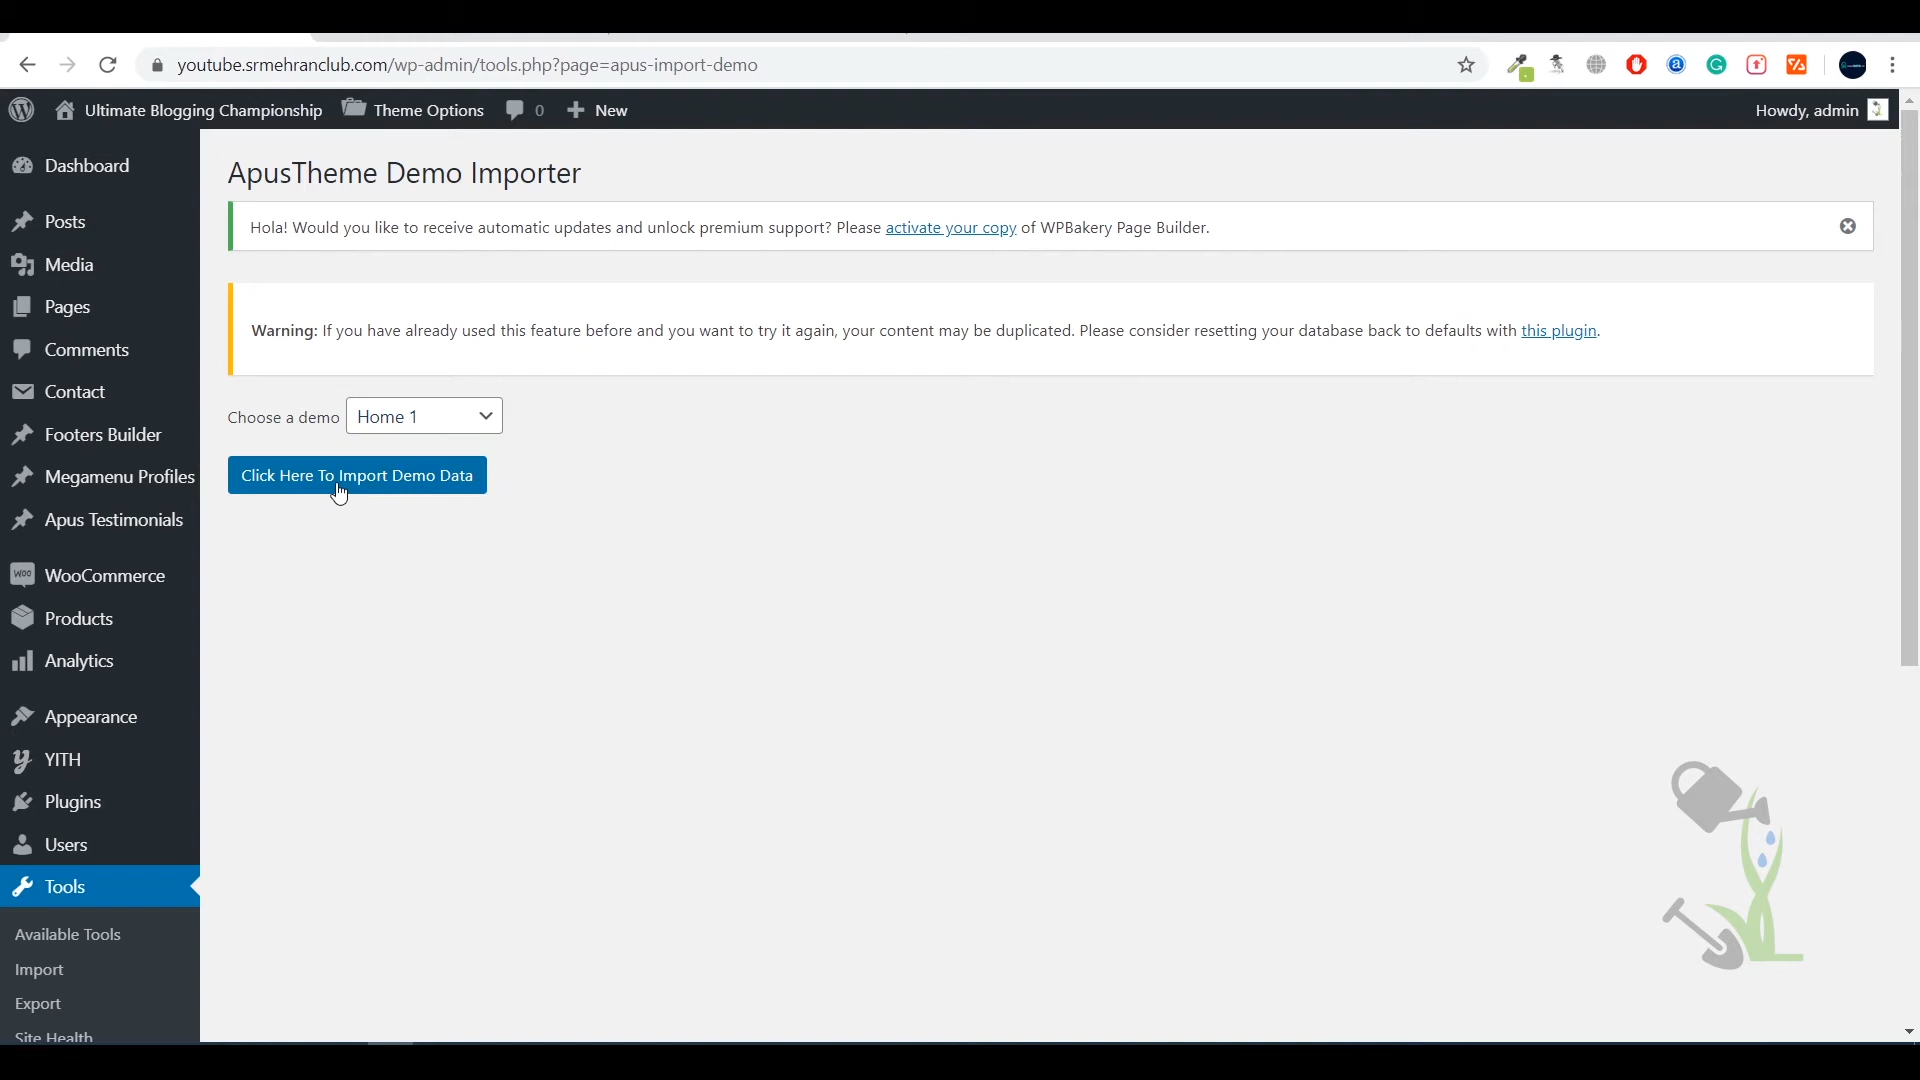 youtube.srmehranclub.com/wp-admin/tools.php?page=apus-import-demo
Ultimate Blogging Championship Theme Options 0 New Howdy, admin
Dashboard
Posts
Media
Pages
Comments
Contact
Footers Builder
Megamenu Profiles
Apus Testimonials
WooCommerce
Products
Analytics
Appearance
YITH
Plugins
Users
Tools
Available Tools
Import
Export
Site Health
ApusTheme Demo Importer
Hola! Would you like to receive automatic updates and unlock premium support? Please activate your copy of WPBakery Page Builder.
Warning: If you have already used this feature before and you want to try it again, your content may be duplicated. Please consider resetting your database back to defaults with this plugin.
Choose a demo Home 1
Click Here To Import Demo Data